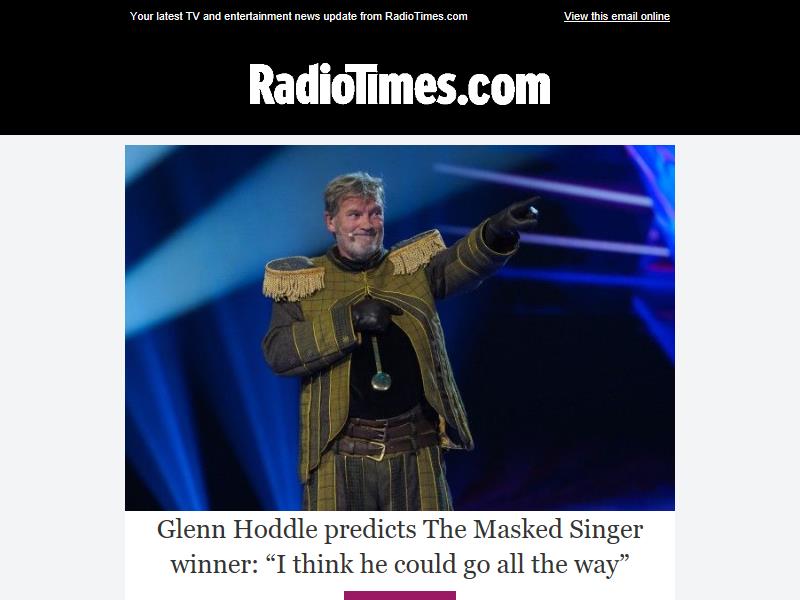 Your latest TV and entertainment news update from RadioTimes.com
View this email online
RadioTimes.com
Glenn Hoddle predicts The Masked Singer
winner: “I think he could go all the way”